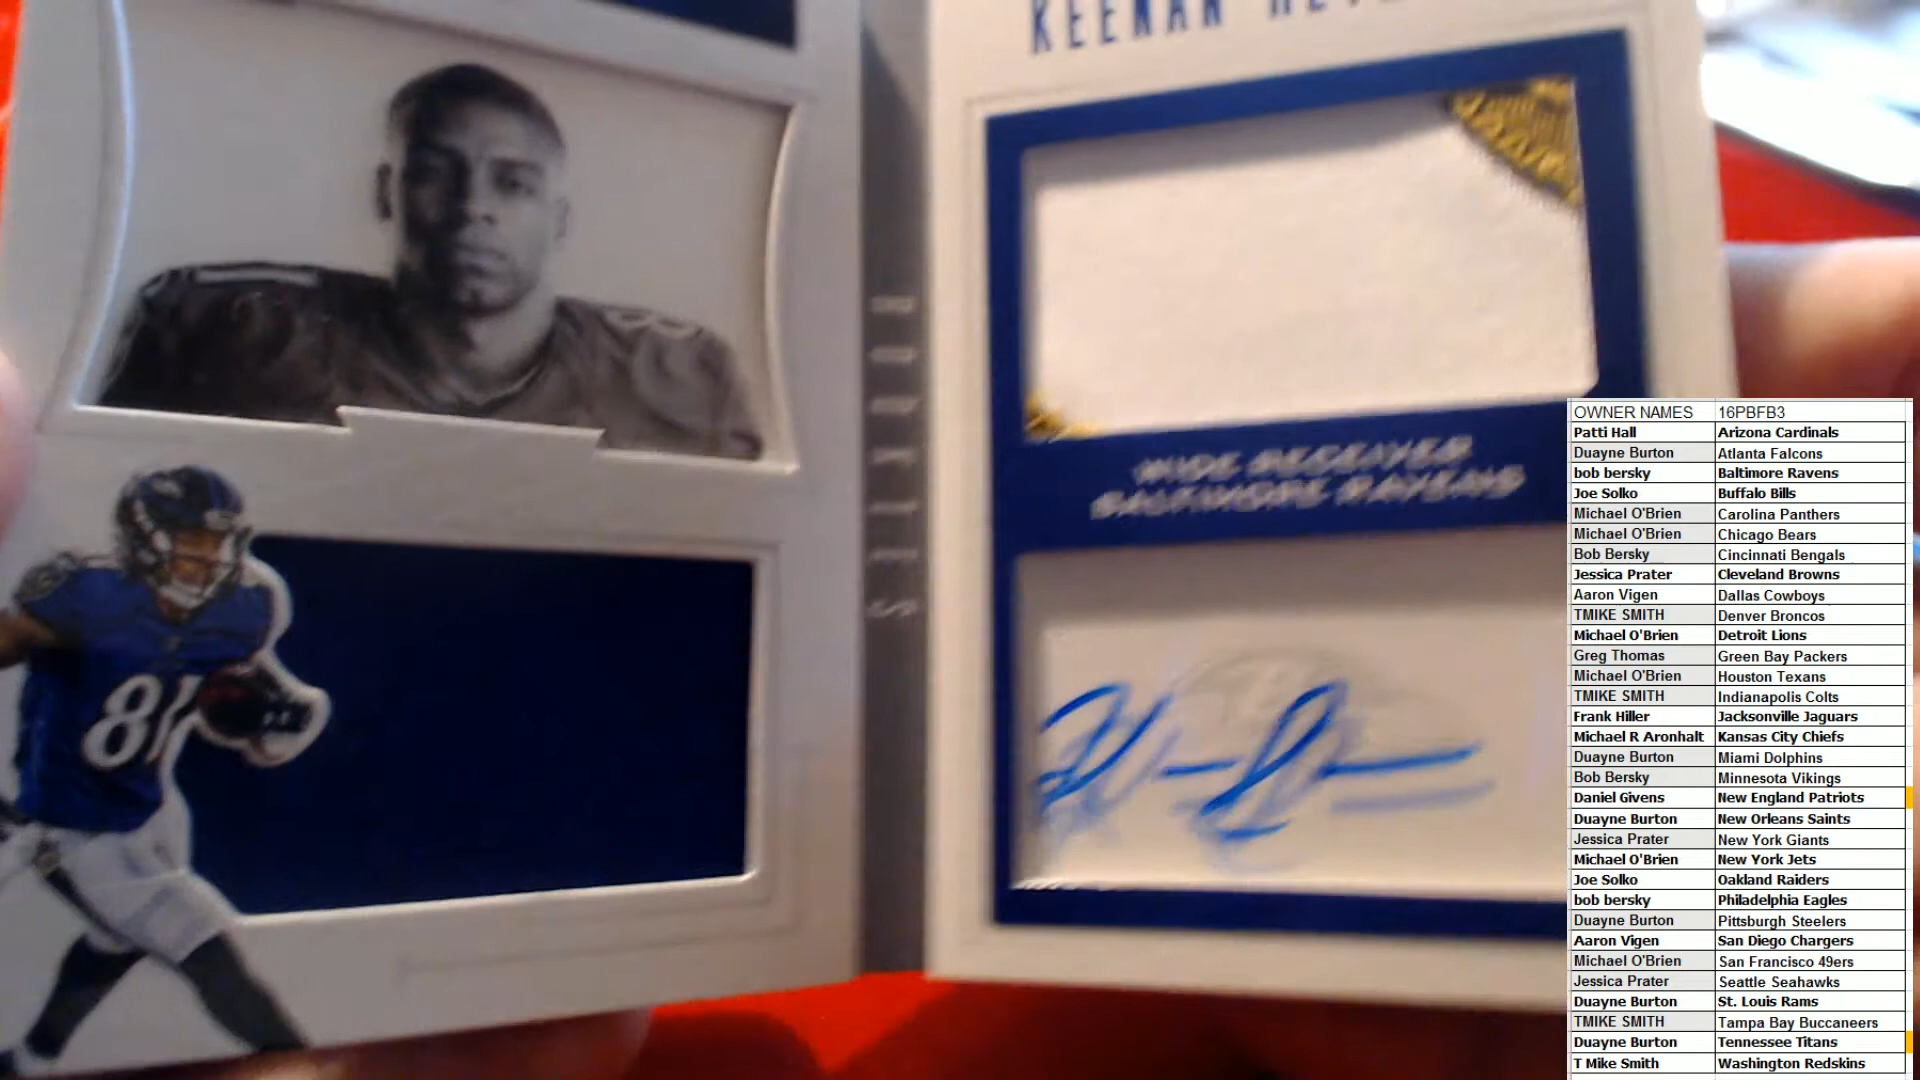 KEENAN
WIDE RECEIVER
BALTIMORE RAVENS
81
OWNER NAMES 16PBFB3
Patti Hall Arizona Cardinals
Duayne Burton Atlanta Falcons
bob bersky Baltimore Ravens
Joe Solko Buffalo Bills
Michael O'Brien Carolina Panthers
Michael O'Brien Chicago Bears
Bob Bersky Cincinnati Bengals
Jessica Prater Cleveland Browns
Aaron Vigen Dallas Cowboys
TMIKE SMITH Denver Broncos
Michael O'Brien Detroit Lions
Greg Thomas Green Bay Packers
Michael O'Brien Houston Texans
TMIKE SMITH Indianapolis Colts
Frank Hiller Jacksonville Jaguars
Michael R Aronhalt Kansas City Chiefs
Duayne Burton Miami Dolphins
Bob Bersky Minnesota Vikings
Daniel Givens New England Patriots
Duayne Burton New Orleans Saints
Jessica Prater New York Giants
Michael O'Brien New York Jets
Joe Solko Oakland Raiders
bob bersky Philadelphia Eagles
Duayne Burton Pittsburgh Steelers
Aaron Vigen San Diego Chargers
Michael O'Brien San Francisco 49ers
Jessica Prater Seattle Seahawks
Duayne Burton St. Louis Rams
TMIKE SMITH Tampa Bay Buccaneers
Duayne Burton Tennessee Titans
T Mike Smith Washington Redskins